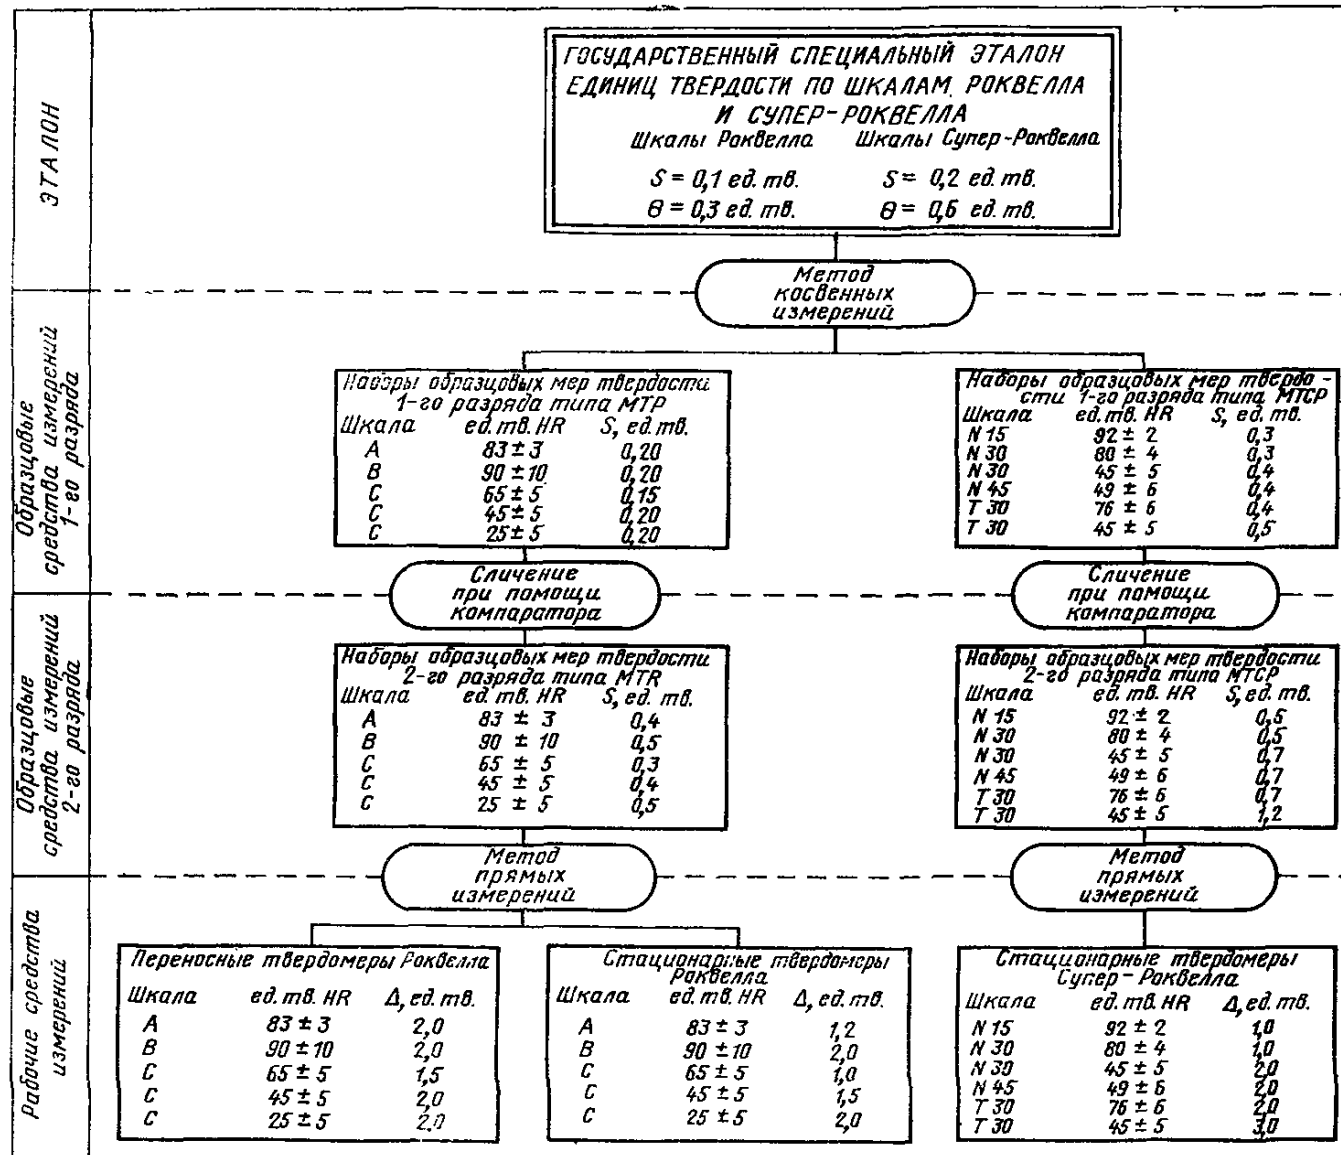 ЭТАЛОН
ГОСУДАРСТВЕННЫЙ СПЕЦИАЛЬНЫЙ ЭТАЛОН
ЕДИНИЦ ТВЕРДОСТИ ПО ШКАЛАМ РОКВЕЛЛА
И СУПЕР-РОКВЕЛЛА
Шкалы Роквелла Шкалы Супер-Роквелла
S = 0,1 ед. тв. S = 0,2 ед. тв.
Θ = 0,3 ед. тв. Θ = 0,6 ед. тв.
Метод
косвенных
измерений
Образцовые
средства измерений
1-го разряда
Наборы образцовых мер твердости
1-го разряда типа МТР
Шкала ед. тв. HR S, ед. тв.
A 83 ± 3 0,20
B 90 ± 10 0,20
C 65 ± 5 0,15
C 45 ± 5 0,20
C 25 ± 5 0,20
Наборы образцовых мер твердо-
сти 1-го разряда типа МТСР
Шкала ед. тв. HR S, ед. тв.
N 15 92 ± 2 0,3
N 30 80 ± 4 0,3
N 30 45 ± 5 0,4
N 45 49 ± 6 0,4
T 30 76 ± 6 0,4
T 30 45 ± 5 0,5
Сличение
при помощи
компаратора
Сличение
при помощи
компаратора
Образцовые
средства измерений
2-го разряда
Наборы образцовых мер твердости
2-го разряда типа MTR
Шкала ед. тв. HR S, ед. тв.
A 83 ± 3 0,4
B 90 ± 10 0,5
C 65 ± 5 0,3
C 45 ± 5 0,4
C 25 ± 5 0,5
Наборы образцовых мер твердости
2-го разряда типа МТСР
Шкала ед. тв. HR S, ед. тв.
N 15 92 ± 2 0,5
N 30 80 ± 4 0,5
N 30 45 ± 5 0,7
N 45 49 ± 6 0,7
T 30 76 ± 6 0,7
T 30 45 ± 5 1,2
Метод
прямых
измерений
Метод
прямых
измерений
Рабочие средства
измерений
Переносные твердомеры Роквелла
Шкала ед. тв. HR Δ, ед. тв.
A 83 ± 3 2,0
B 90 ± 10 2,0
C 65 ± 5 1,5
C 45 ± 5 2,0
C 25 ± 5 2,0
Стационарные твердомеры
Роквелла
Шкала ед. тв. HR Δ, ед. тв.
A 83 ± 3 1,2
B 90 ± 10 2,0
C 65 ± 5 1,0
C 45 ± 5 1,5
C 25 ± 5 2,0
Стационарные твердомеры
Супер-Роквелла
Шкала ед. тв. HR Δ, ед. тв.
N 15 92 ± 2 1,0
N 30 80 ± 4 1,0
N 30 45 ± 5 2,0
N 45 49 ± 6 2,0
T 30 76 ± 6 2,0
T 30 45 ± 5 3,0